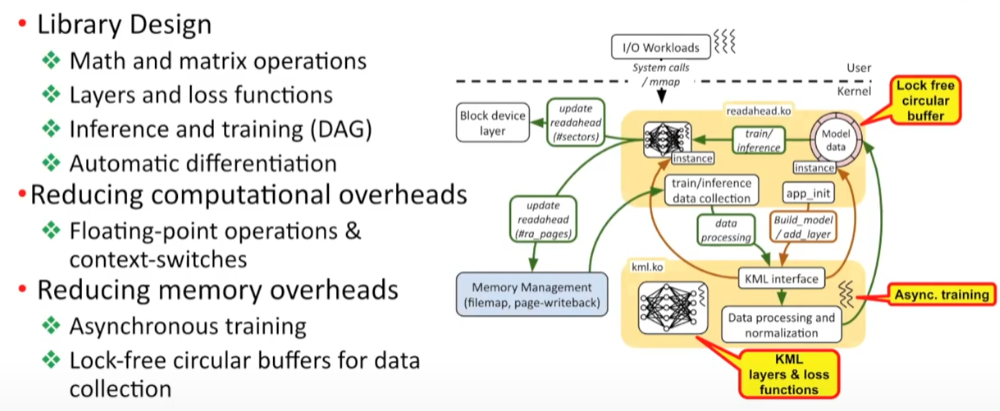 • Library Design
❖ Math and matrix operations
❖ Layers and loss functions
❖ Inference and training (DAG)
❖ Automatic differentiation
•Reducing computational overheads
❖ Floating-point operations &
context-switches
• Reducing memory overheads
❖ Asynchronous training
❖ Lock-free circular buffers for data
collection
I/O Workloads
System calls
/ mmap
User
Kernel
Lock free
circular
buffer
readahead.ko
Block device
layer
update
readahead
(#sectors)
instance
train/
inference
Model
data
instance
train/inference
data collection
app_init
update
readahead
(#ra_pages)
data
processing
Build_model
/ add_layer
Memory Management
(filemap, page-writeback)
kml.ko
KML interface
Data processing and
normalization
Async. training
KML
layers & loss
functions